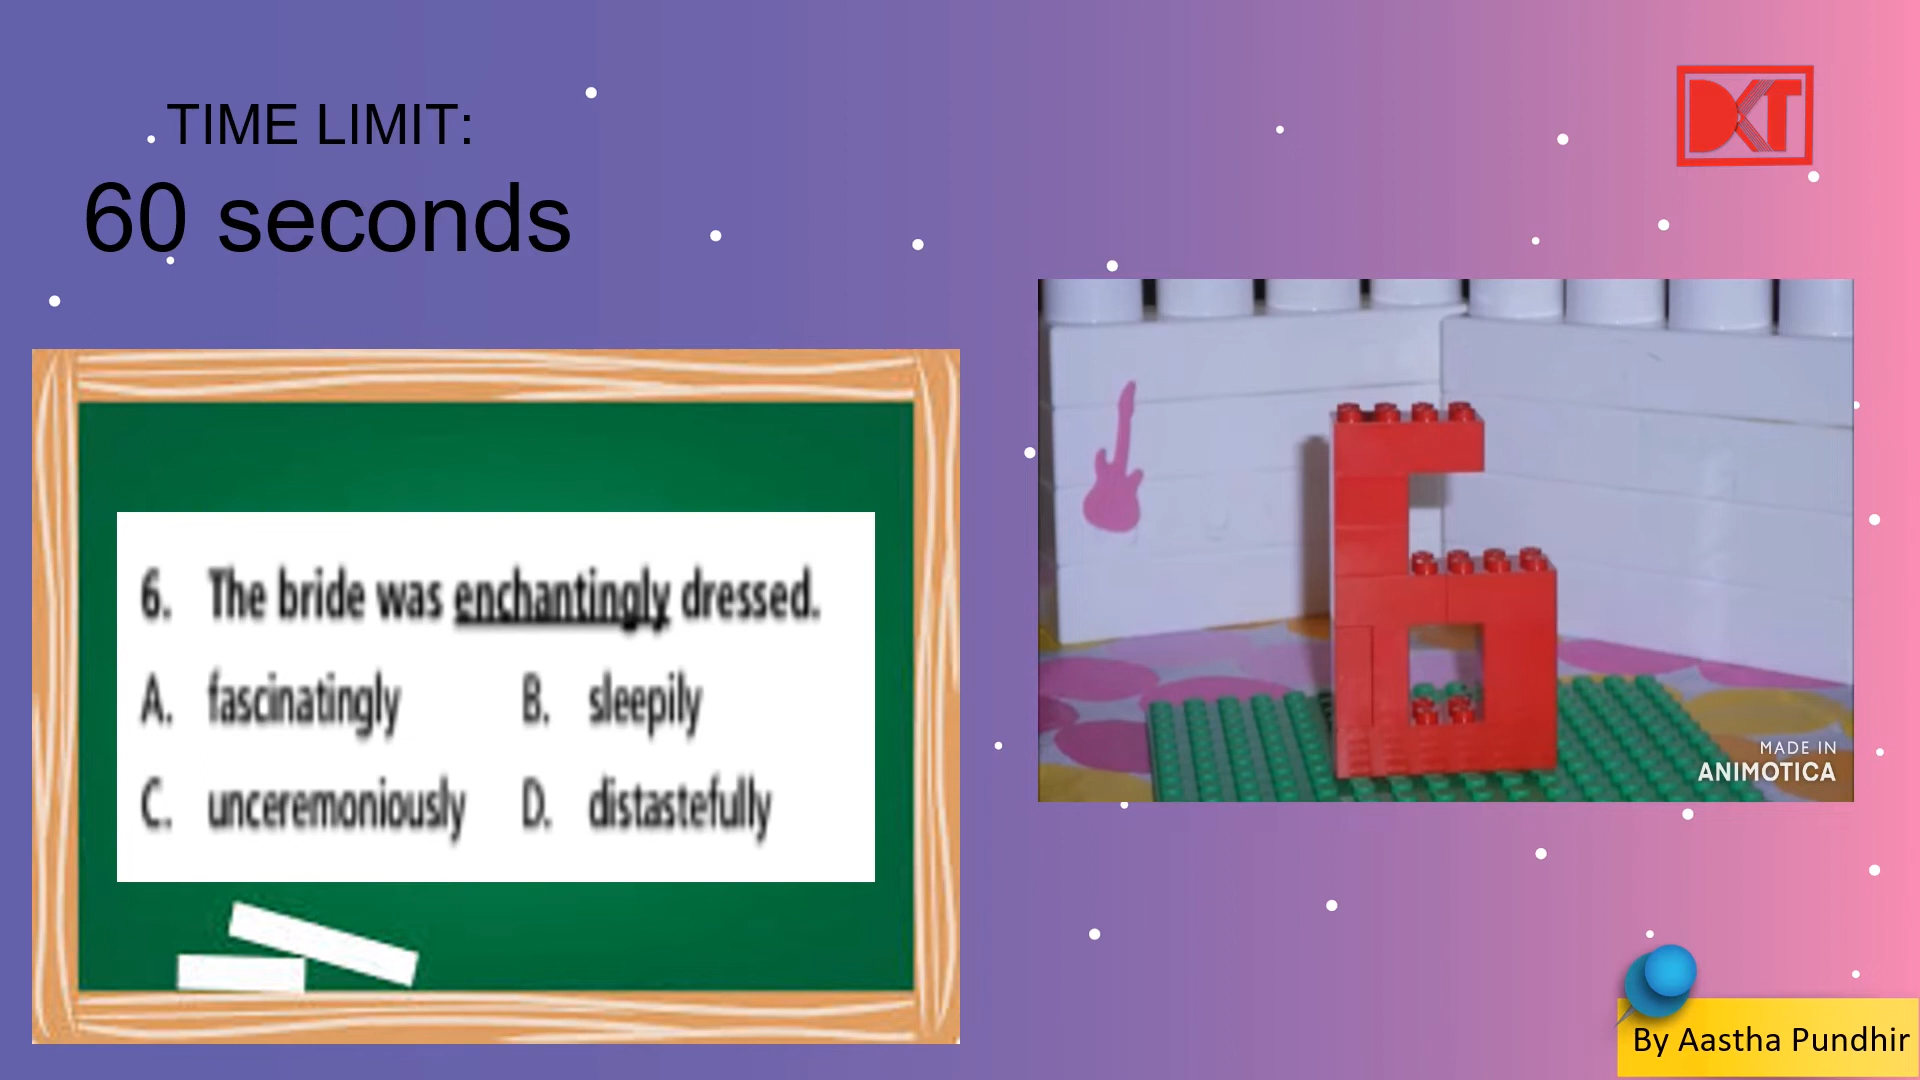 TIME LIMIT:
60 seconds
DKT
6. The bride was enchantingly dressed.
A. fascinatingly B. sleepily
C. unceremoniously D. distastefully
MADE IN
ANIMOTICA
By Aastha Pundhir